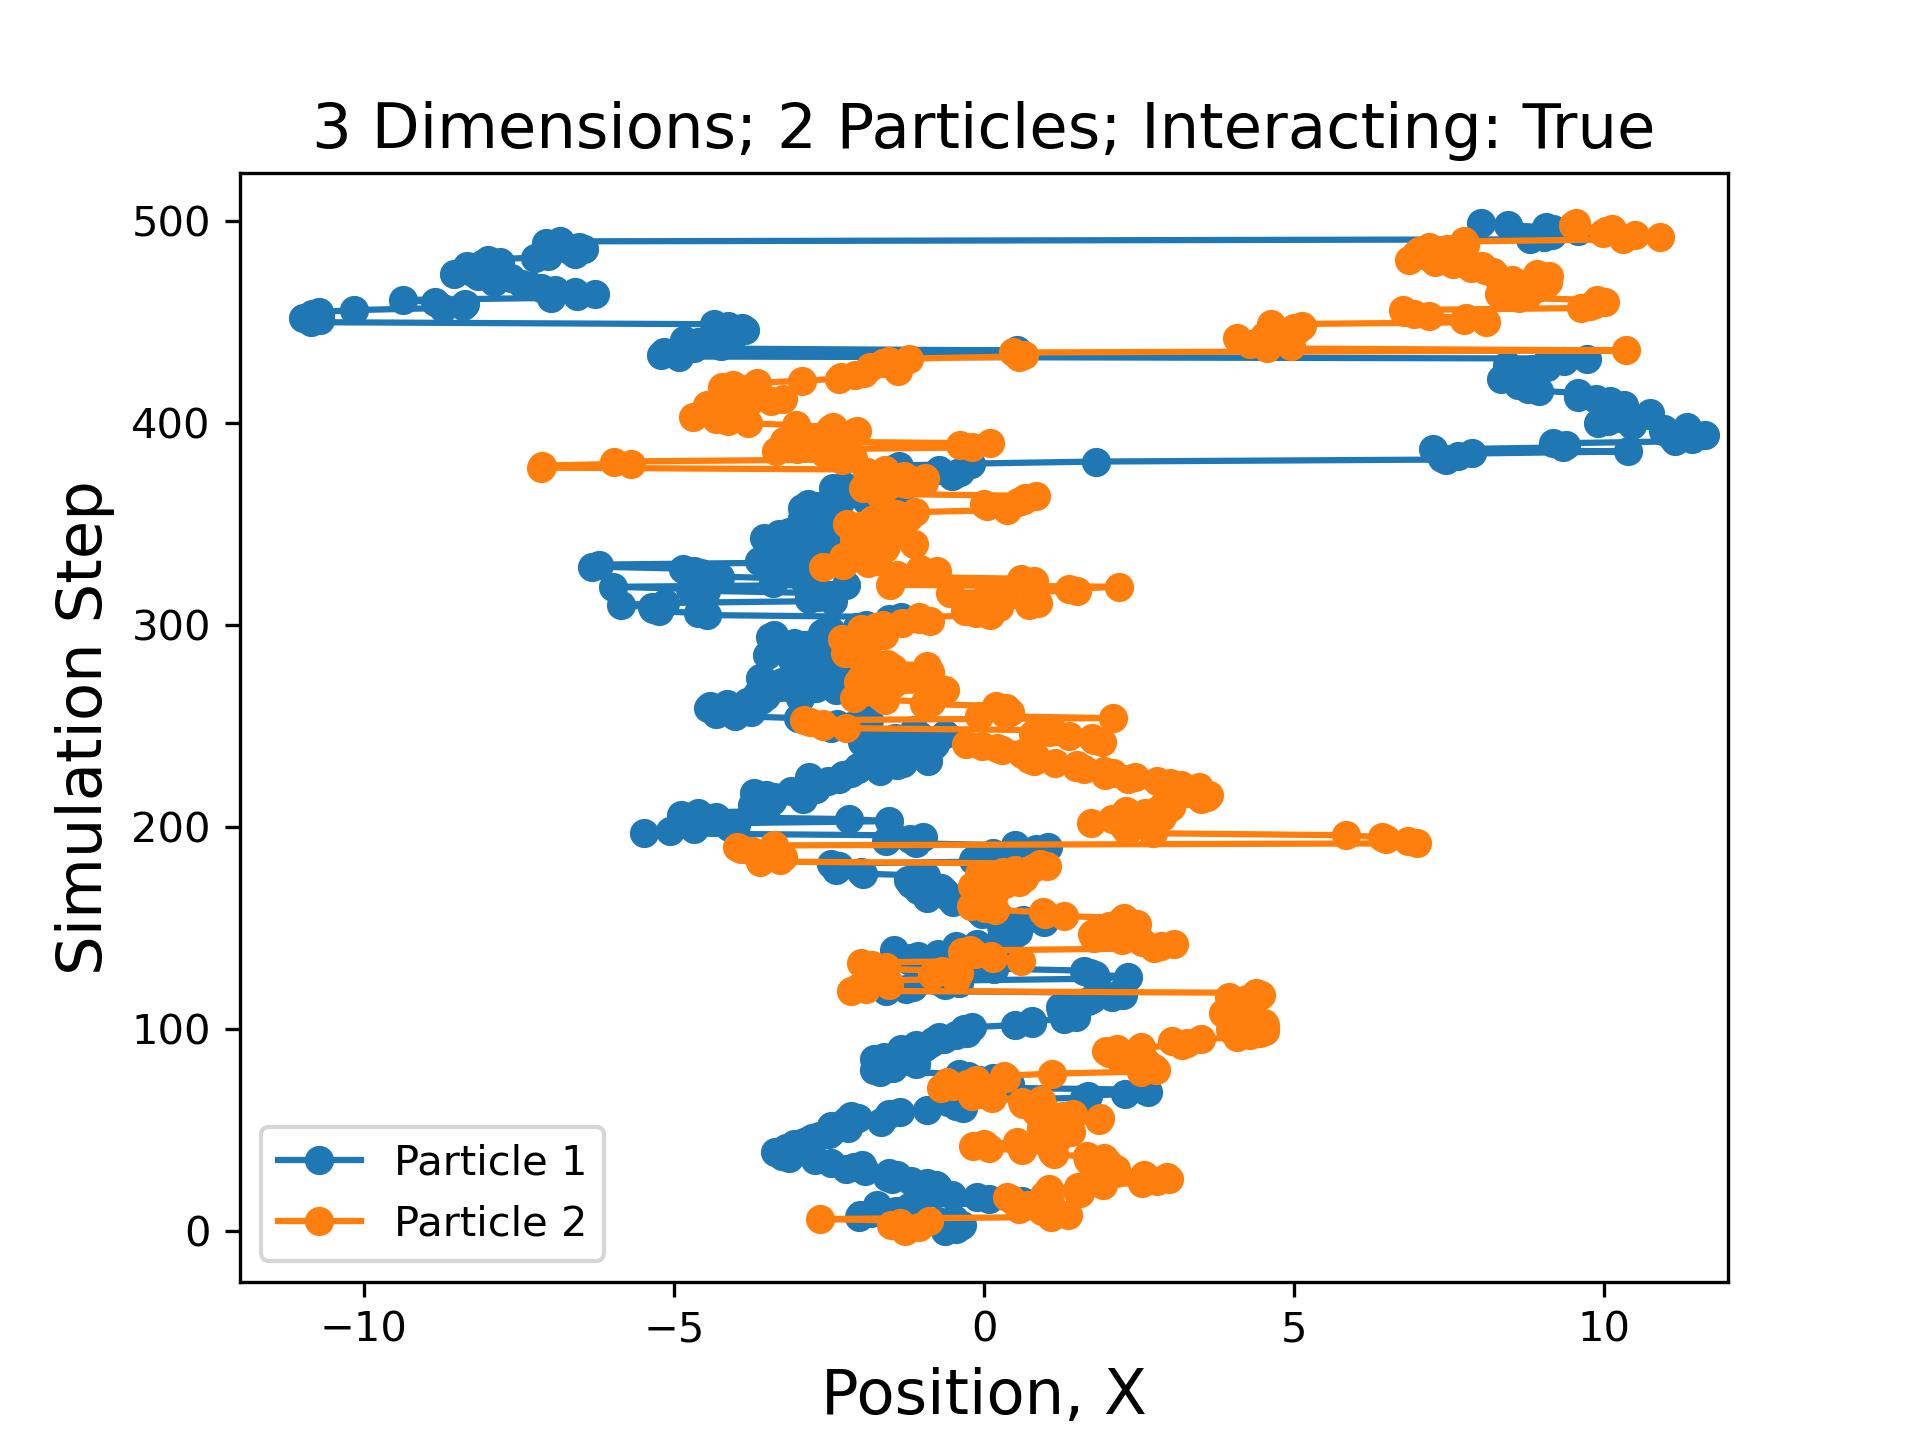 3 Dimensions; 2 Particles; Interacting: True
500
400
300
200
100
0
Simulation Step
Particle 1
Particle 2
−10
−5
0
5
10
Position, X